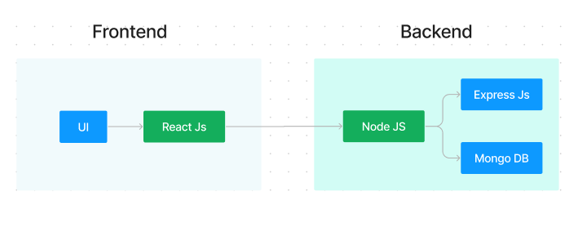 Frontend
Backend
UI
React Js
Node JS
Express Js
Mongo DB